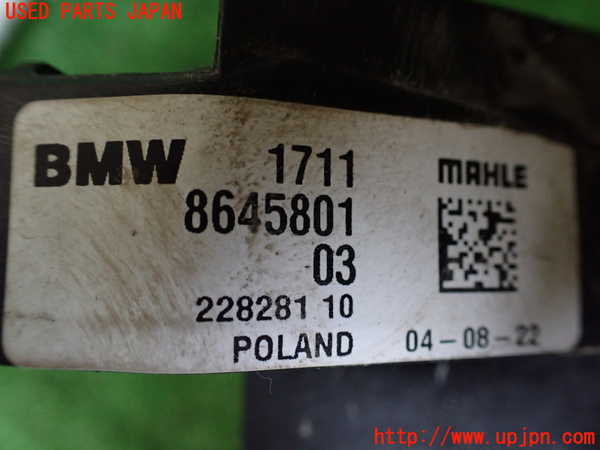 USED PARTS JAPAN
BMW 1711 MAHLE
8645801
03
228281 10
POLAND 04-08-22
http://www.upjpn.com/